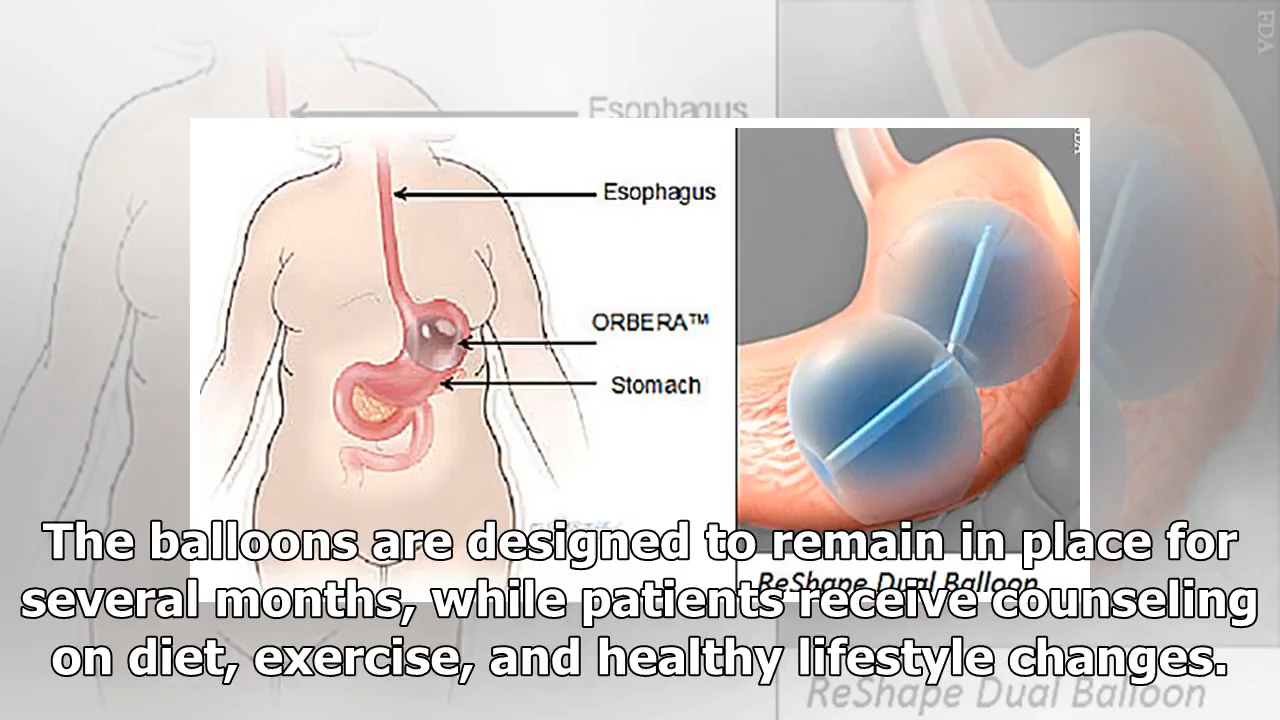 Esophagus
FDA
Esophagus
ORBERA™
Stomach
ReShape Dual Balloon
The balloons are designed to remain in place for
several months, while patients receive counseling
on diet, exercise, and healthy lifestyle changes.
ReShape Dual Balloon